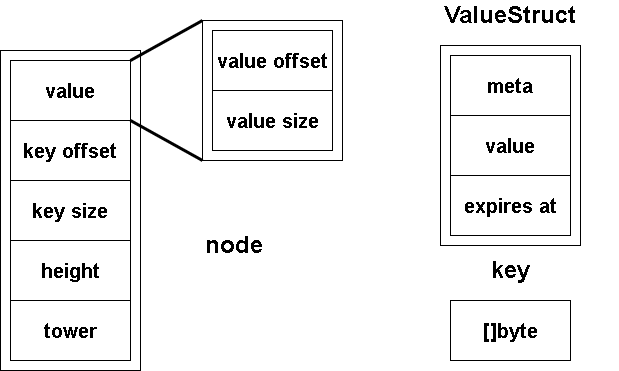 value
key offset
key size
height
tower
value offset
value size
node
ValueStruct
meta
value
expires at
key
[]byte